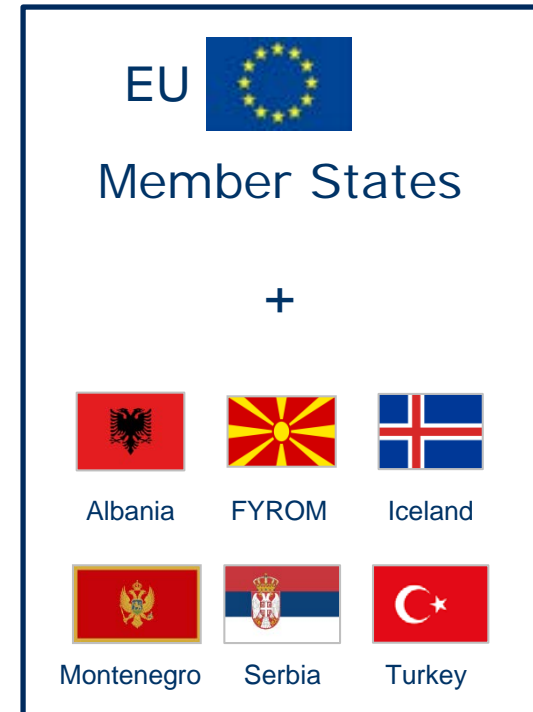 EU
Member States
+
Albania FYROM Iceland
Montenegro Serbia Turkey